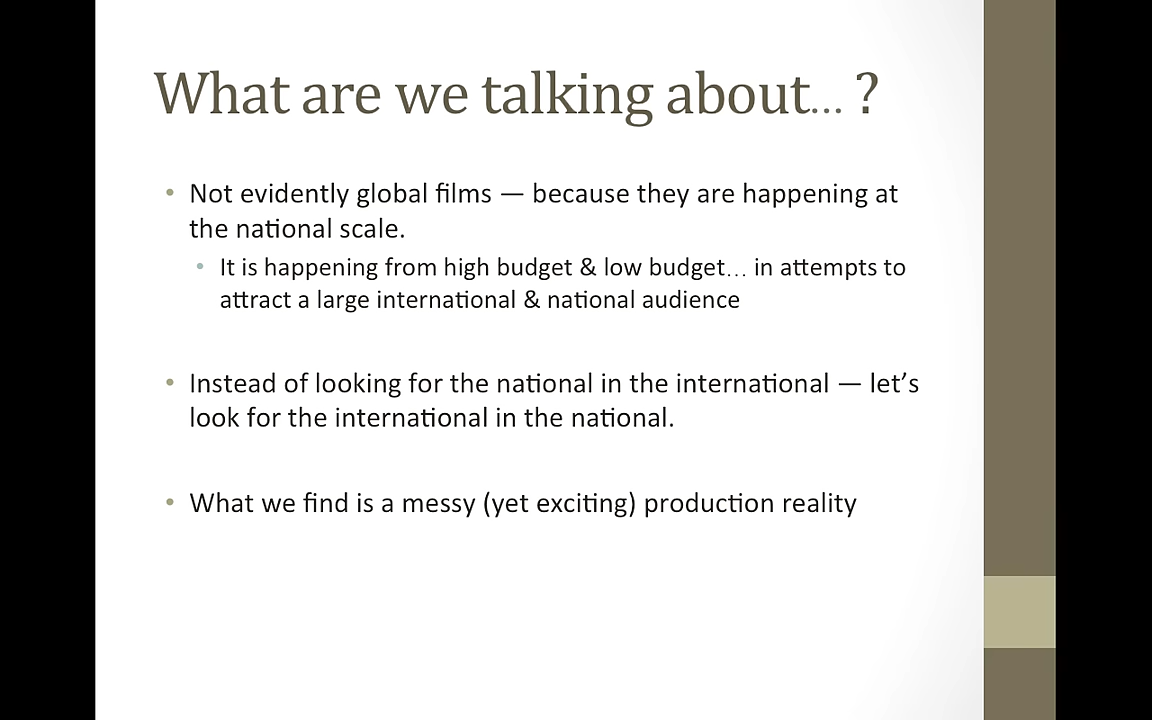 What are we talking about… ?
• Not evidently global films — because they are happening at
the national scale.
• It is happening from high budget & low budget… in attempts to
attract a large international & national audience
• Instead of looking for the national in the international — let’s
look for the international in the national.
• What we find is a messy (yet exciting) production reality